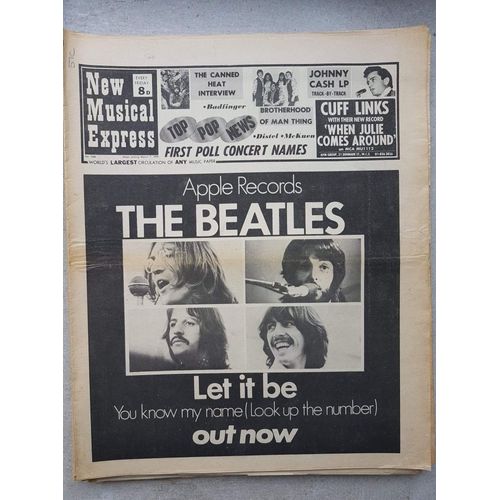 New
Musical
Express
EVERY
FRIDAY
8D
THE CANNED
HEAT
INTERVIEW
•Badfinger
BROTHERHOOD
OF MAN THING
•Distel •McKuen
TOP POP NEWS
FIRST POLL CONCERT NAMES
JOHNNY
CASH LP
TRACK-BY-TRACK
CUFF LINKS
WITH THEIR NEW RECORD
'WHEN JULIE
COMES AROUND'
on MCA MU1112
WORLD'S LARGEST CIRCULATION OF ANY MUSIC PAPER
Apple Records
THE BEATLES
Let it be
You know my name (Look up the number)
out now